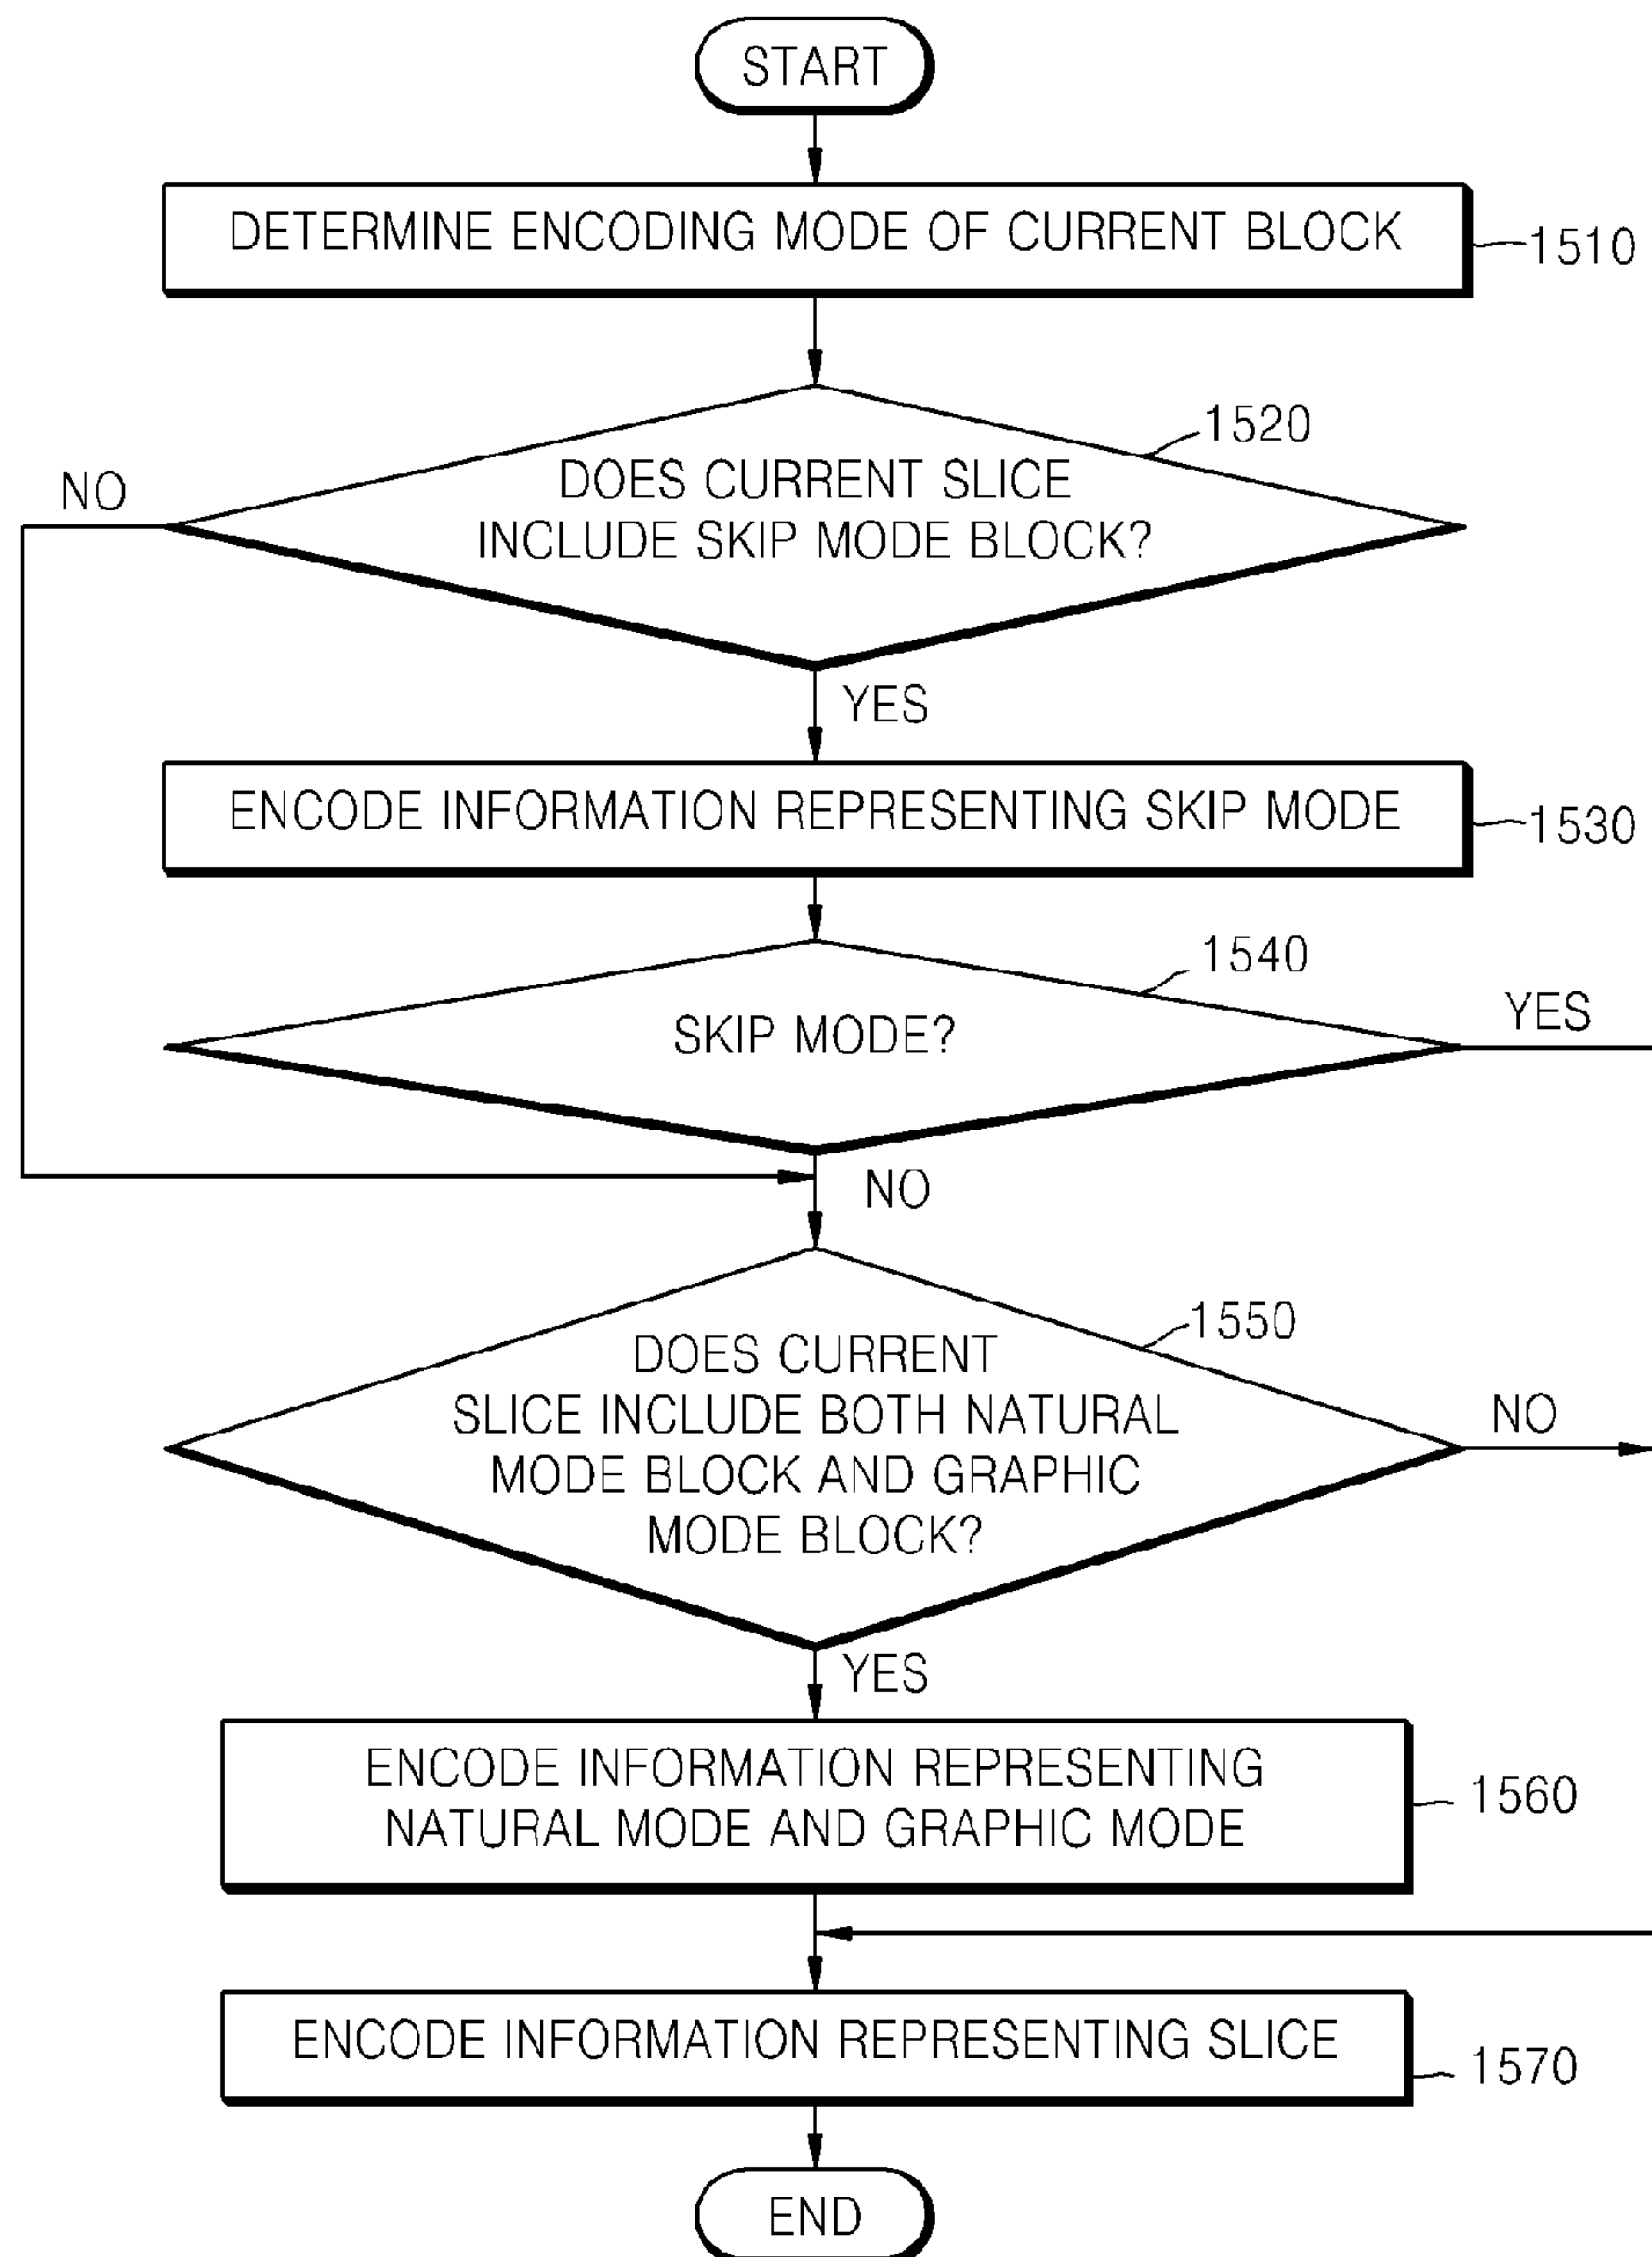 START
DETERMINE ENCODING MODE OF CURRENT BLOCK
1510
1520
DOES CURRENT SLICE
INCLUDE SKIP MODE BLOCK?
NO
YES
ENCODE INFORMATION REPRESENTING SKIP MODE
1530
1540
SKIP MODE?
YES
NO
1550
DOES CURRENT
SLICE INCLUDE BOTH NATURAL
MODE BLOCK AND GRAPHIC
MODE BLOCK?
NO
YES
ENCODE INFORMATION REPRESENTING
NATURAL MODE AND GRAPHIC MODE
1560
ENCODE INFORMATION REPRESENTING SLICE
1570
END